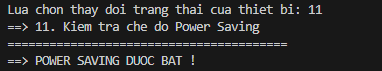 Lua chon thay doi trang thai cua thiet bi: 11
==> 11. Kiem tra che do Power Saving
========================================
==> POWER SAVING DUOC BAT !